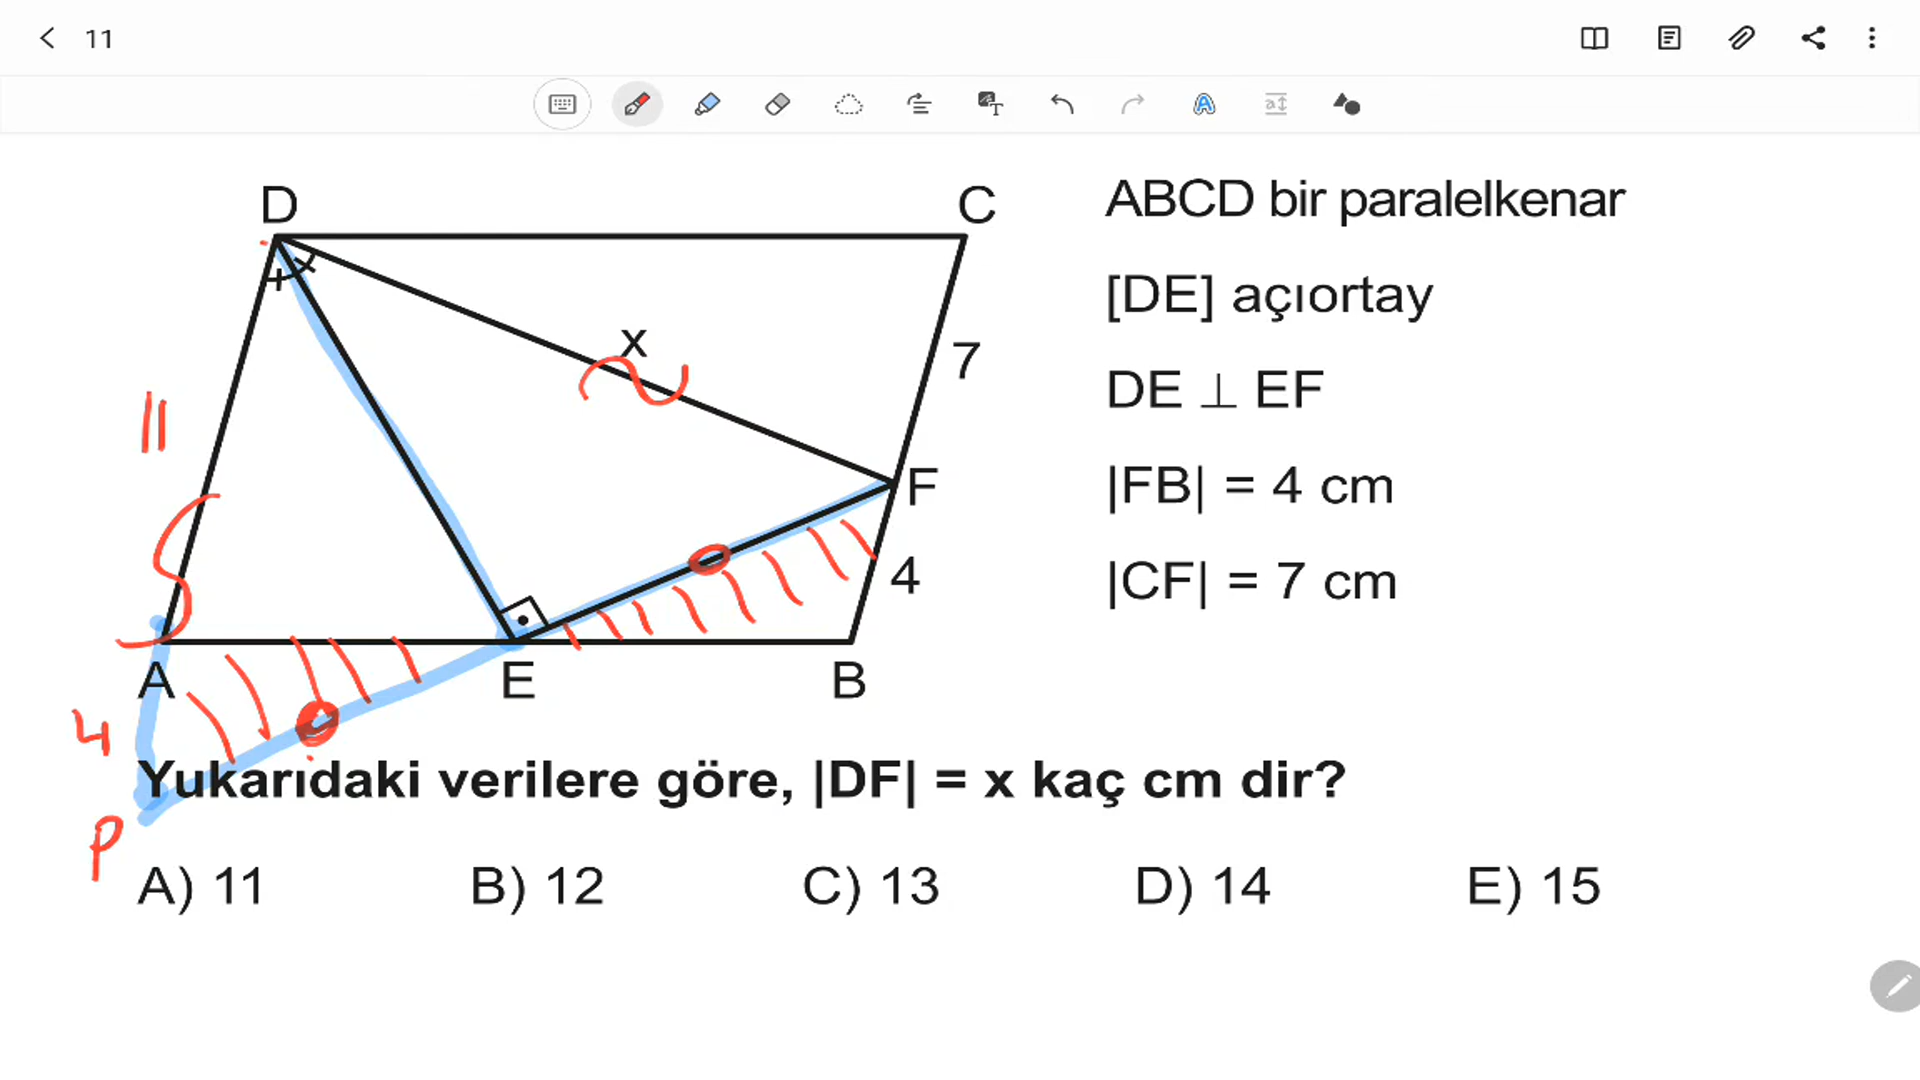 11
D
C
ABCD bir paralelkenar
[DE] açıortay
x
7
DE ⊥ EF
11
F
|FB| = 4 cm
4
|CF| = 7 cm
A
E
B
4
Yukarıdaki verilere göre, |DF| = x kaç cm dir?
P
A) 11 B) 12 C) 13 D) 14 E) 15